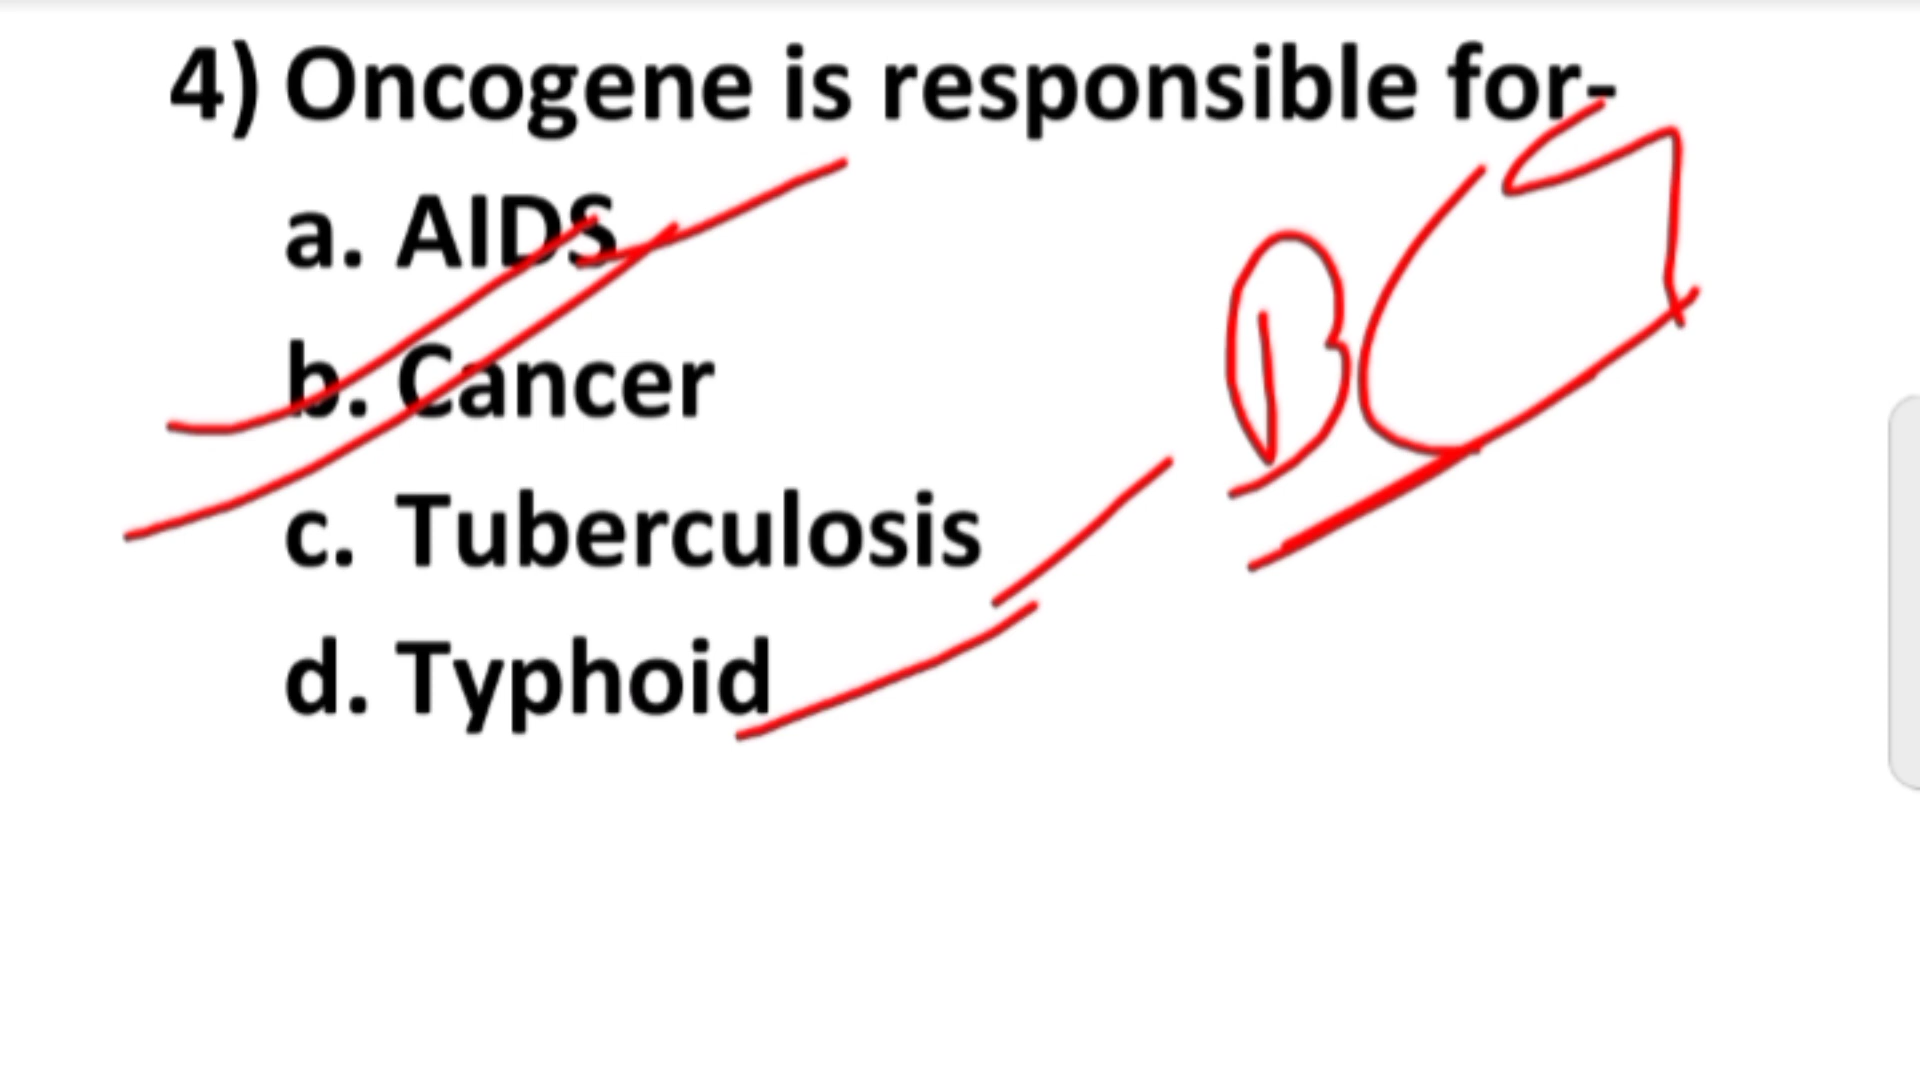 4) Oncogene is responsible for-
a. AIDS
b. Cancer
c. Tuberculosis
d. Typhoid